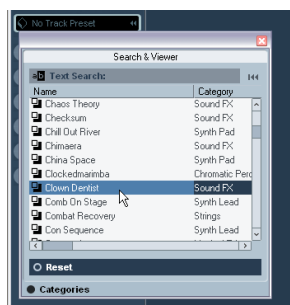 No Track Preset
Search & Viewer
Text Search:
Name Category
Chaos Theory Sound FX
Checksum Sound FX
Chill Out River Synth Pad
Chimaera Sound FX
China Space Synth Pad
Clockedmarimba Chromatic Perc
Clown Dentist Sound FX
Comb On Stage Synth Lead
Combat Recovery Strings
Con Sequence Synth Lead
Reset
Categories